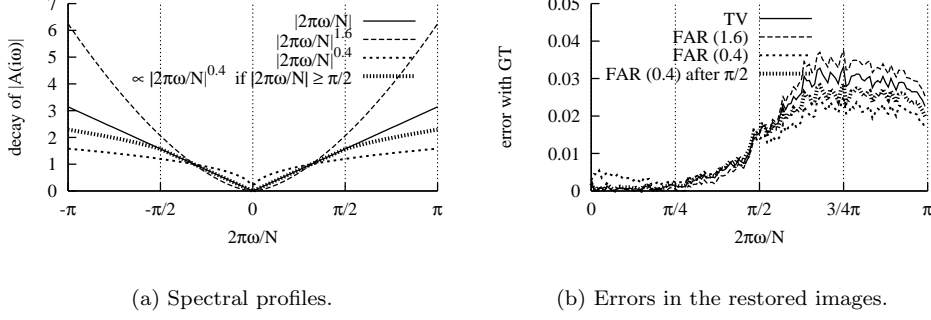 7
6
5
4
3
2
1
0
decay of |A(iω)|
|2πω/N|
|2πω/N|^1.6
|2πω/N|^0.4
∝ |2πω/N|^0.4 if |2πω/N| ≥ π/2
-π
-π/2
0
π/2
π
2πω/N
(a) Spectral profiles.
0.05
0.04
0.03
0.02
0.01
0
error with GT
TV
FAR (1.6)
FAR (0.4)
FAR (0.4) after π/2
0
π/4
π/2
3/4π
π
2πω/N
(b) Errors in the restored images.